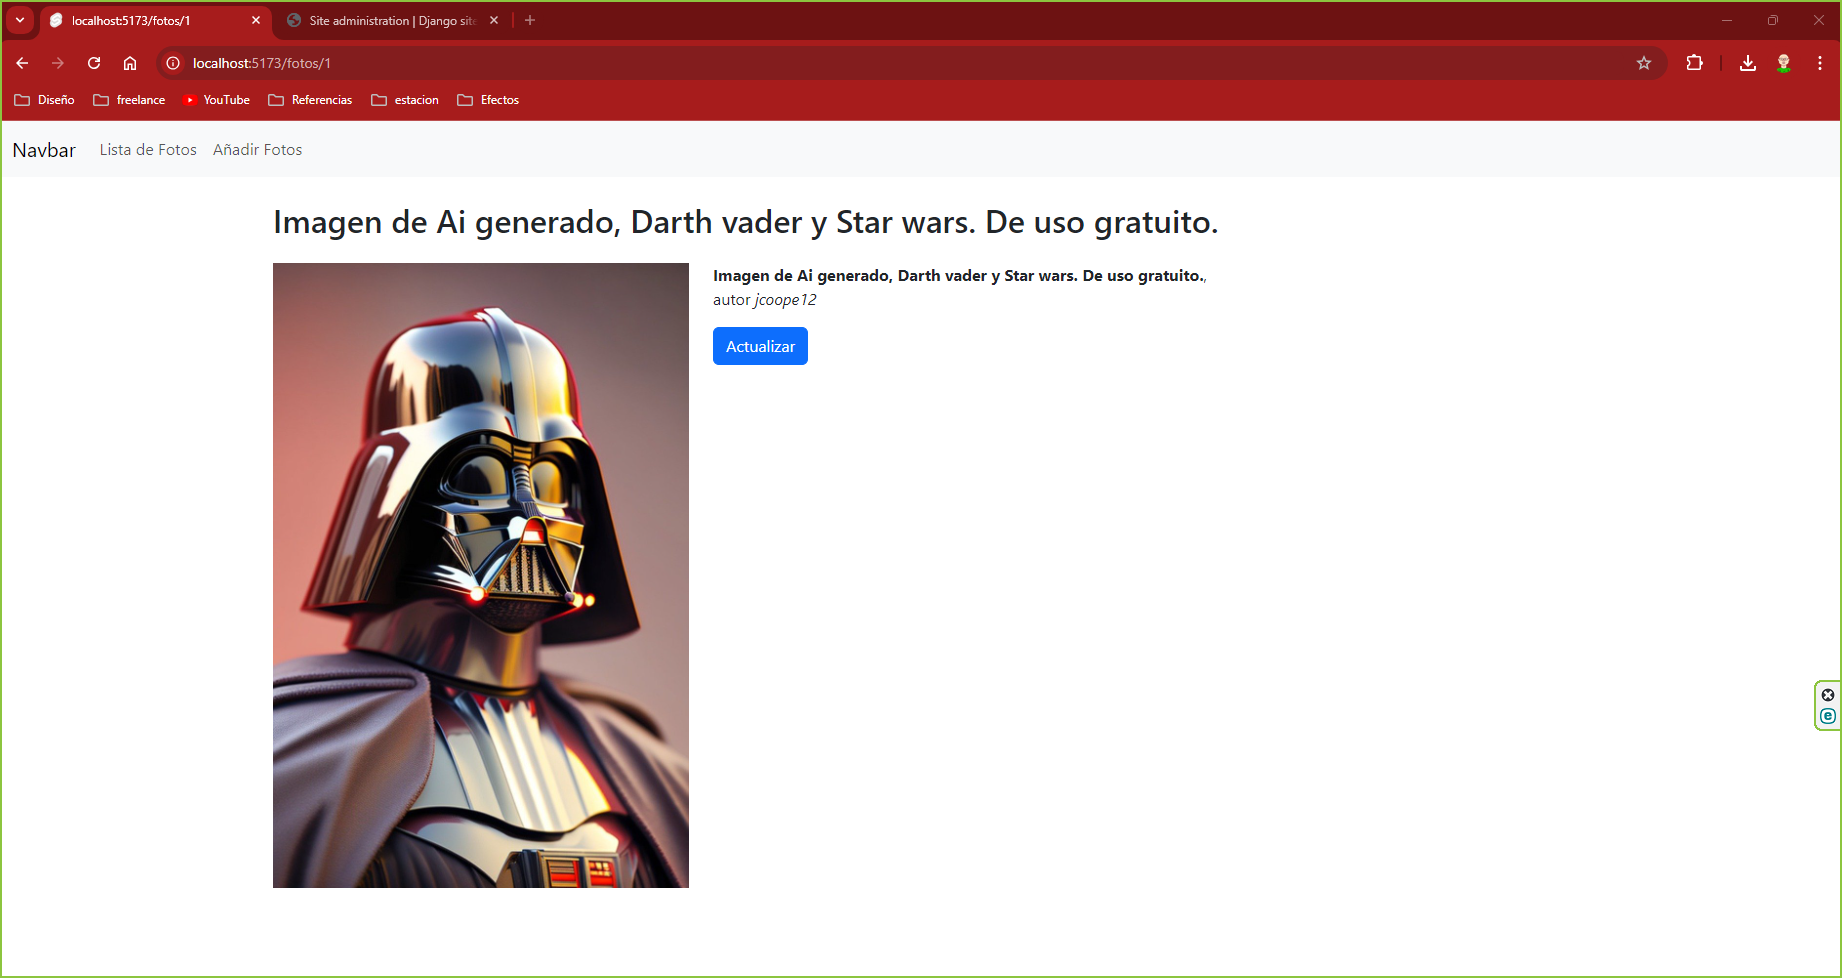 localhost:5173/fotos/1
Site administration | Django site
localhost:5173/fotos/1
Diseño freelance YouTube Referencias estacion Efectos
Navbar Lista de Fotos Añadir Fotos
Imagen de Ai generado, Darth vader y Star wars. De uso gratuito.
Imagen de Ai generado, Darth vader y Star wars. De uso gratuito.,
autor jcoope12
Actualizar